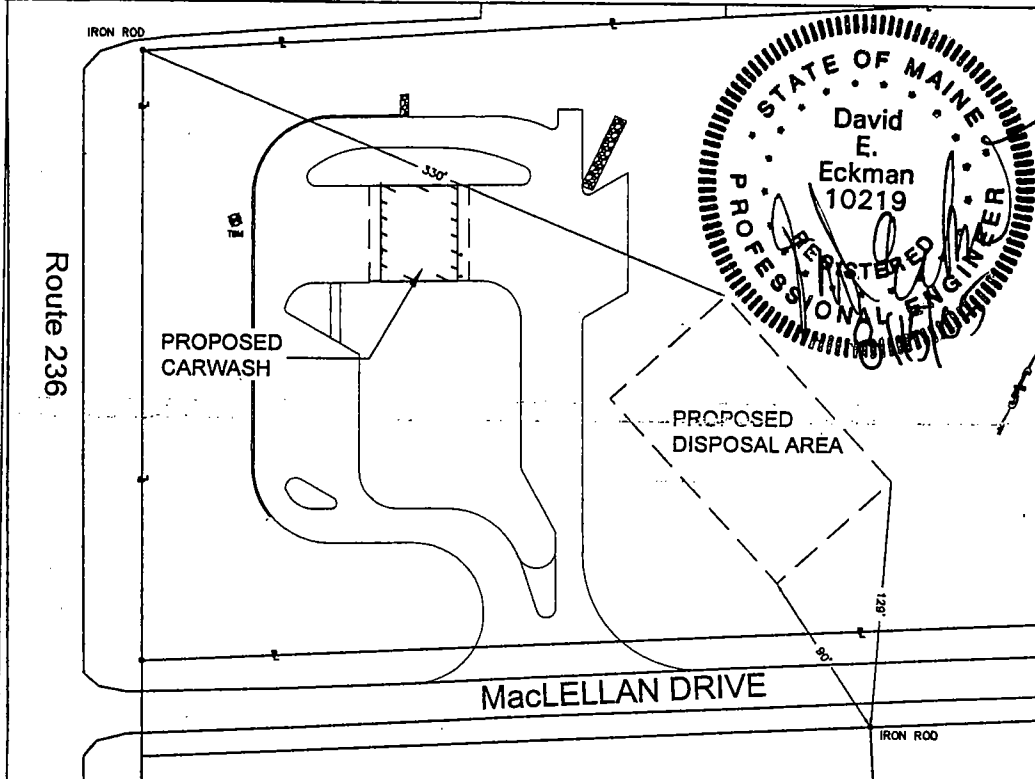 IRON ROD
330'
TBM
Route 236
PROPOSED
CARWASH
PROPOSED
DISPOSAL AREA
129'
90'
MacLELLAN DRIVE
IRON ROD
STATE OF MAINE
David
E.
Eckman
10219
REGISTERED
PROFESSIONAL ENGINEER